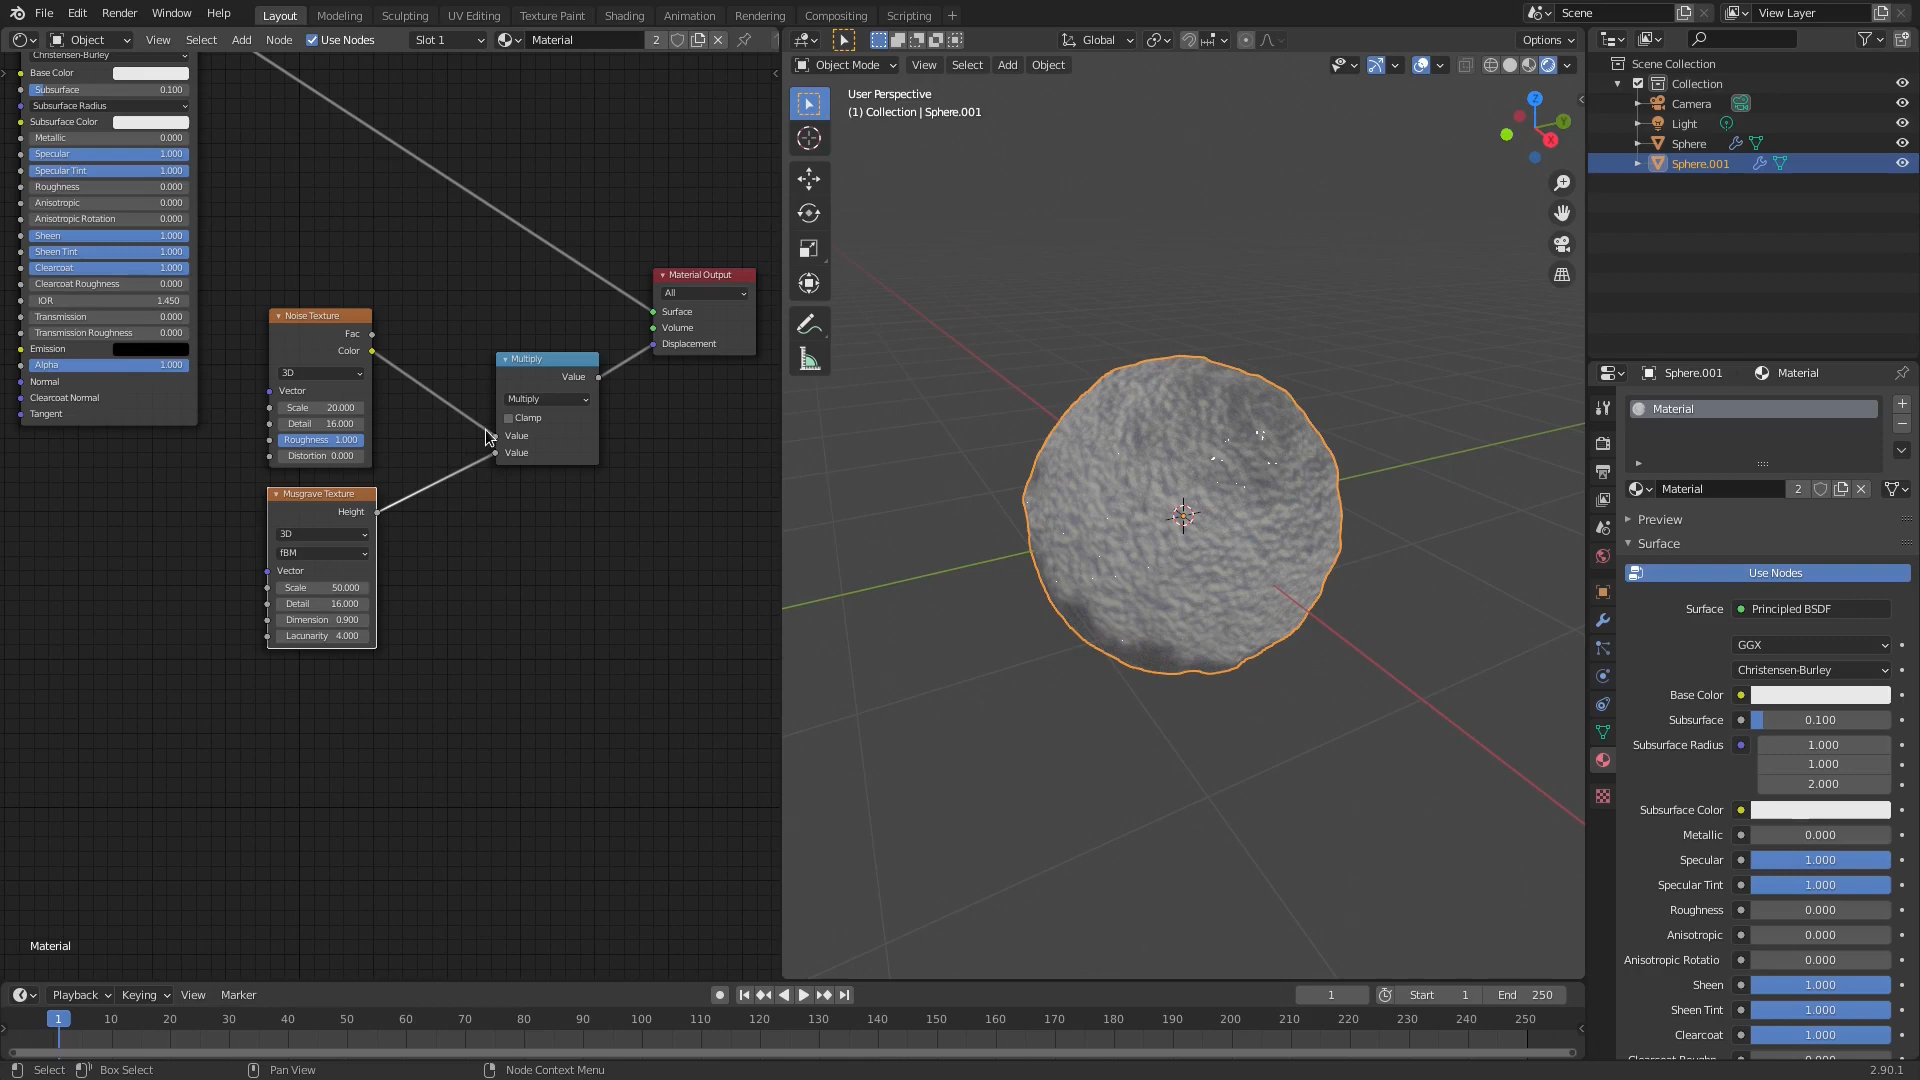 File Edit Render Window Help Layout Modeling Sculpting UV Editing Texture Paint Shading Animation Rendering Compositing Scripting + Scene View Layer
Object View Select Add Node Use Nodes Slot 1 Material 2 Global Options
Object Mode View Select Add Object
User Perspective
(1) Collection | Sphere.001
Z
Y
X
Scene Collection
Collection
Camera
Light
Sphere
Sphere.001
Christensen-Burley
Base Color
Subsurface 0.100
Subsurface Radius
Subsurface Color
Metallic 0.000
Specular 1.000
Specular Tint 1.000
Roughness 0.000
Anisotropic 0.000
Anisotropic Rotation 0.000
Sheen 1.000
Sheen Tint 1.000
Clearcoat 1.000
Clearcoat Roughness 0.000
IOR 1.450
Transmission 0.000
Transmission Roughness 0.000
Emission
Alpha 1.000
Normal
Clearcoat Normal
Tangent
Noise Texture
Fac
Color
3D
Vector
Scale 20.000
Detail 16.000
Roughness 1.000
Distortion 0.000
Musgrave Texture
Height
3D
fBM
Vector
Scale 50.000
Detail 16.000
Dimension 0.900
Lacunarity 4.000
Multiply
Value
Multiply
Clamp
Value
Value
Material Output
All
Surface
Volume
Displacement
Material
Sphere.001 Material
Material
Material 2
Preview
Surface
Use Nodes
Surface Principled BSDF
GGX
Christensen-Burley
Base Color
Subsurface 0.100
Subsurface Radius 1.000
1.000
2.000
Subsurface Color
Metallic 0.000
Specular 1.000
Specular Tint 1.000
Roughness 0.000
Anisotropic 0.000
Anisotropic Rotatio 0.000
Sheen 1.000
Sheen Tint 1.000
Clearcoat 1.000
Clearcoat Roughn 0.000
Playback Keying View Marker 1 Start 1 End 250
1 10 20 30 40 50 60 70 80 90 100 110 120 130 140 150 160 170 180 190 200 210 220 230 240 250
Select Box Select Pan View Node Context Menu 2.90.1